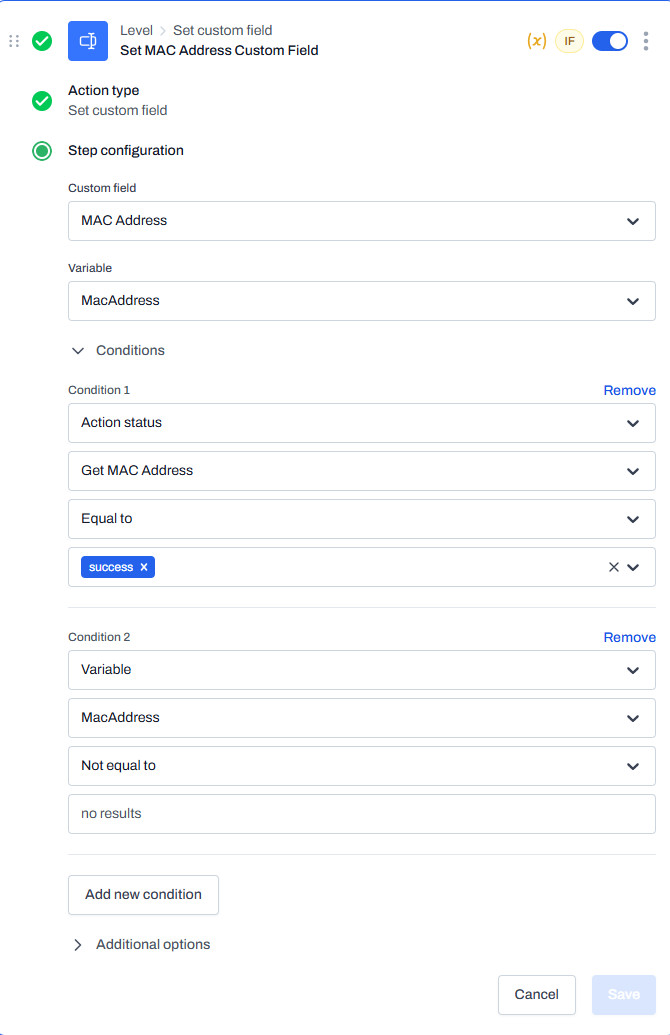 Level > Set custom field
Set MAC Address Custom Field
(x) IF
Action type
Set custom field
Step configuration
Custom field
MAC Address
Variable
MacAddress
Conditions
Condition 1 Remove
Action status
Get MAC Address
Equal to
success x
Condition 2 Remove
Variable
MacAddress
Not equal to
no results
Add new condition
Additional options
Cancel Save